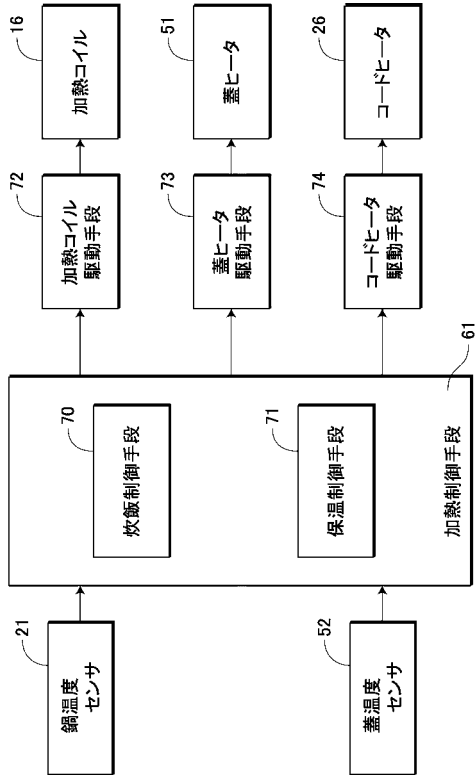 21
鍋温度
センサ
52
蓋温度
センサ
70
炊飯制御手段
71
保温制御手段
加熱制御手段
61
72
加熱コイル
駆動手段
73
蓋ヒータ
駆動手段
74
コードヒータ
駆動手段
16
加熱コイル
51
蓋ヒータ
26
コードヒータ